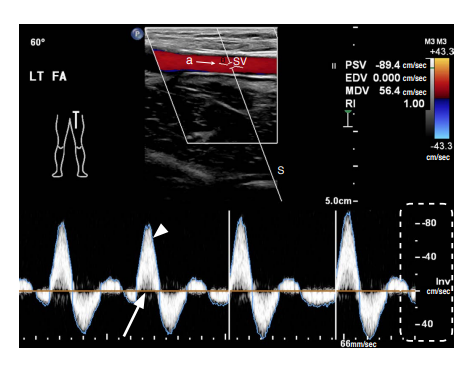 60°
P
M3 M3
+43.3
-43.3
cm/sec
LT FA
a
SV
S
II
PSV -89.4 cm/sec
EDV 0.000 cm/sec
MDV 56.4 cm/sec
RI 1.00
T
5.0cm
-80
-40
Inv
cm/sec
40
66mm/sec